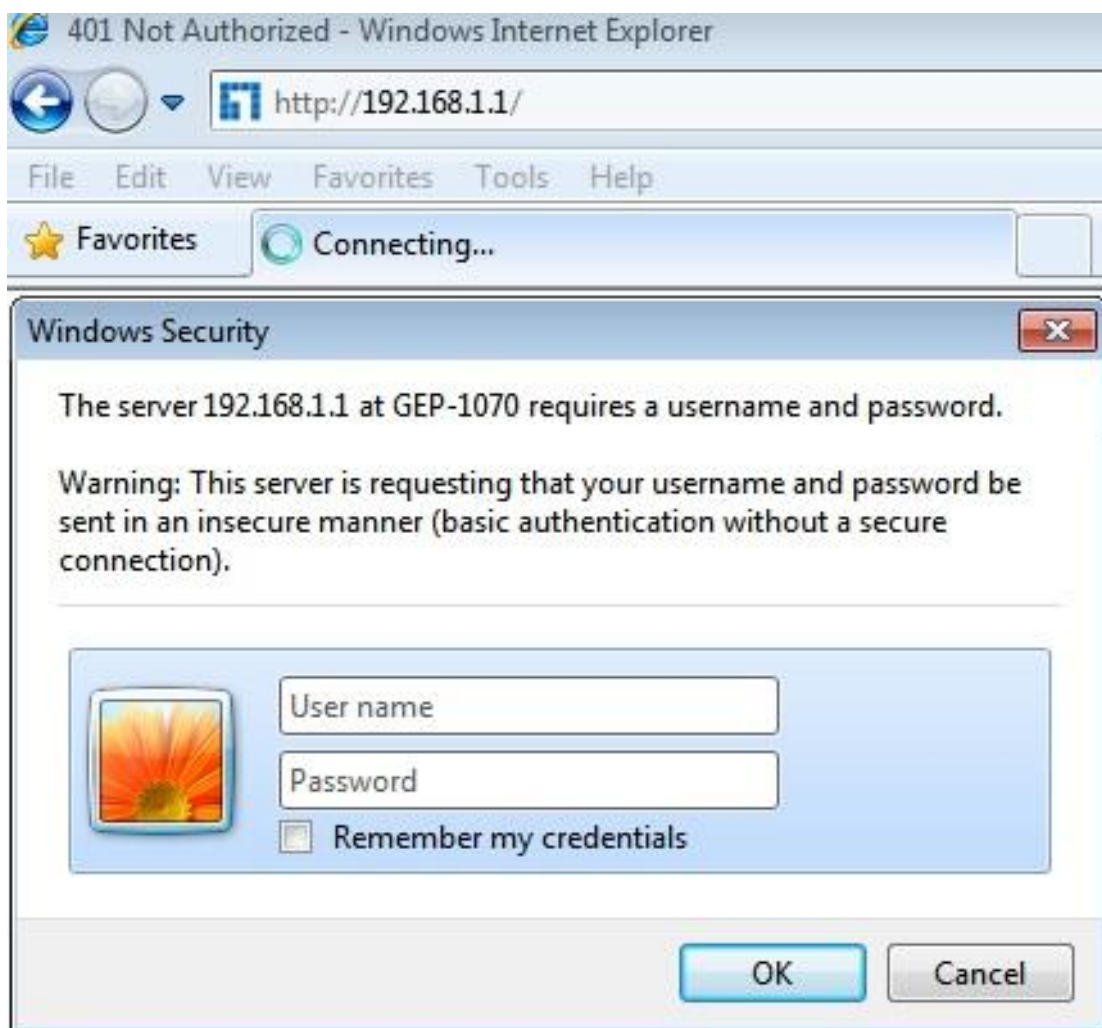 401 Not Authorized - Windows Internet Explorer
http://192.168.1.1/
File Edit View Favorites Tools Help
Favorites
Connecting...
Windows Security
The server 192.168.1.1 at GEP-1070 requires a username and password.
Warning: This server is requesting that your username and password be
sent in an insecure manner (basic authentication without a secure
connection).
User name
Password
Remember my credentials
OK Cancel